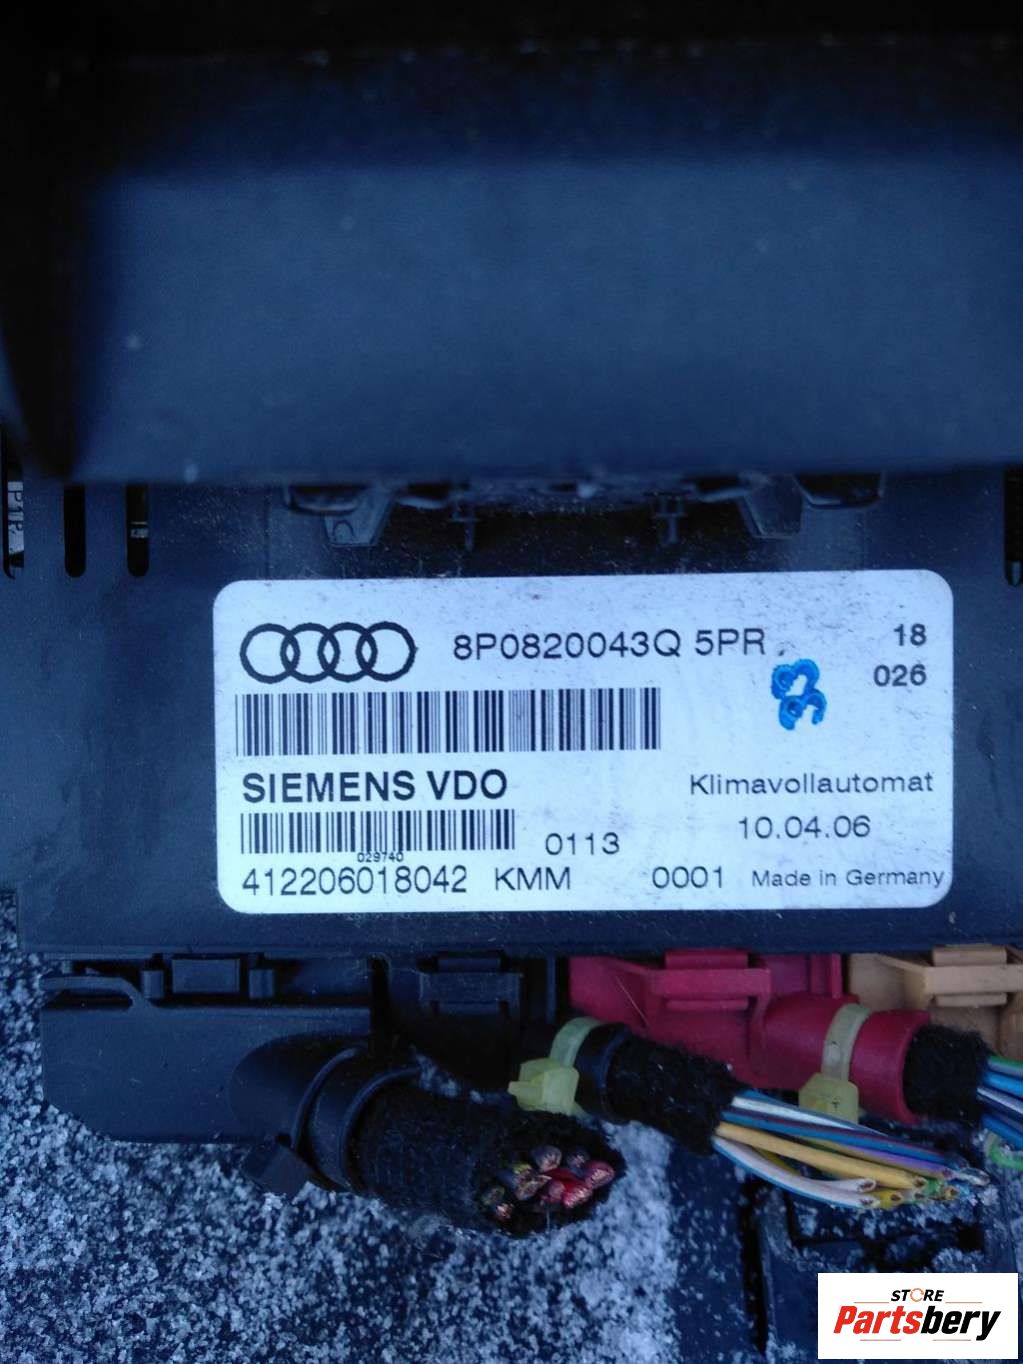 8P0820043Q 5PR
18
026
SIEMENS VDO
Klimavollautomat
10.04.06
0113
029740
412206018042 KMM 0001 Made in Germany
STORE
Partsbery